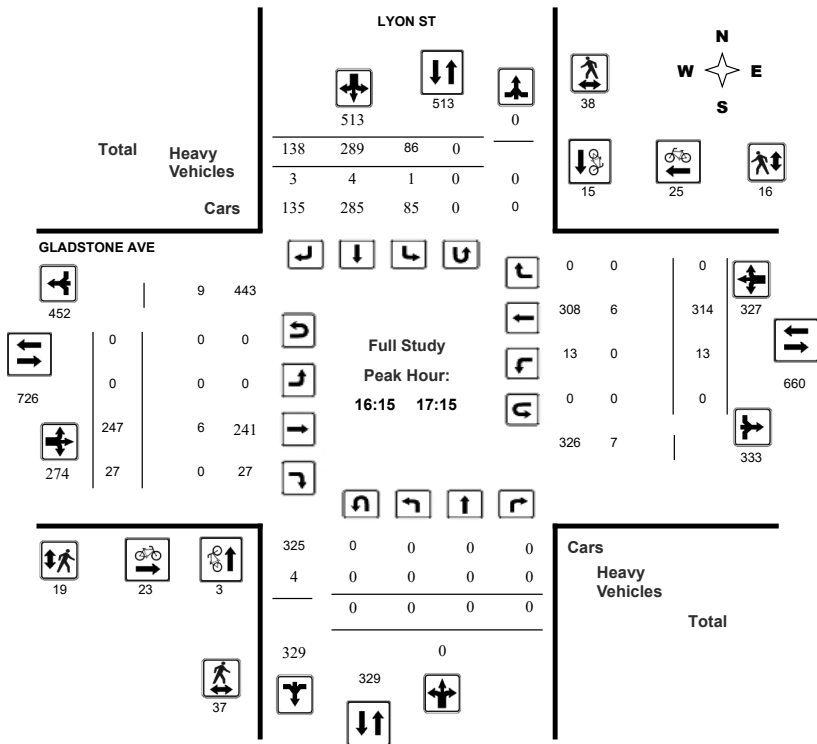 LYON ST
N
W E
S
513
38
513 0
Total Heavy Vehicles
138 289 86 0
3 4 1 0 0
Cars 135 285 85 0 0
15 25 16
GLADSTONE AVE
452
9 443
0 0 0
327
308 6 314
726
0 0 0
Full Study
Peak Hour:
16:15 17:15
13 0 13
660
0 0 0
0 0 0
247 6 241
326 7
333
274 27 0 27
325 0 0 0 0
Cars
4 0 0 0 0
Heavy
Vehicles
19 23 3
0 0 0 0
Total
329 0
37
329